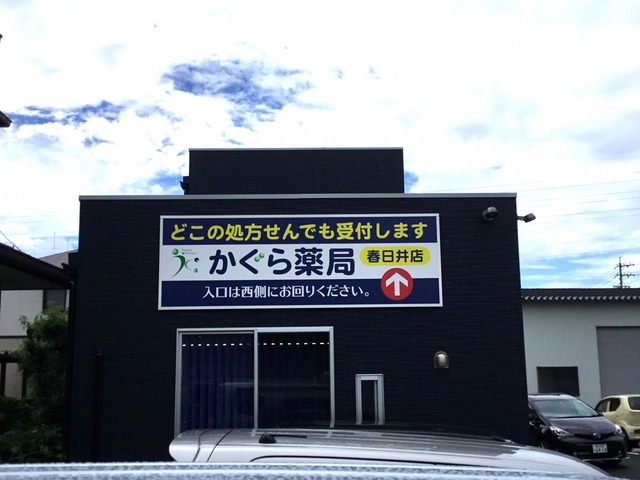 どこの処方せんでも受付します
かぐら薬局 春日井店
入口は西側にお回りください。